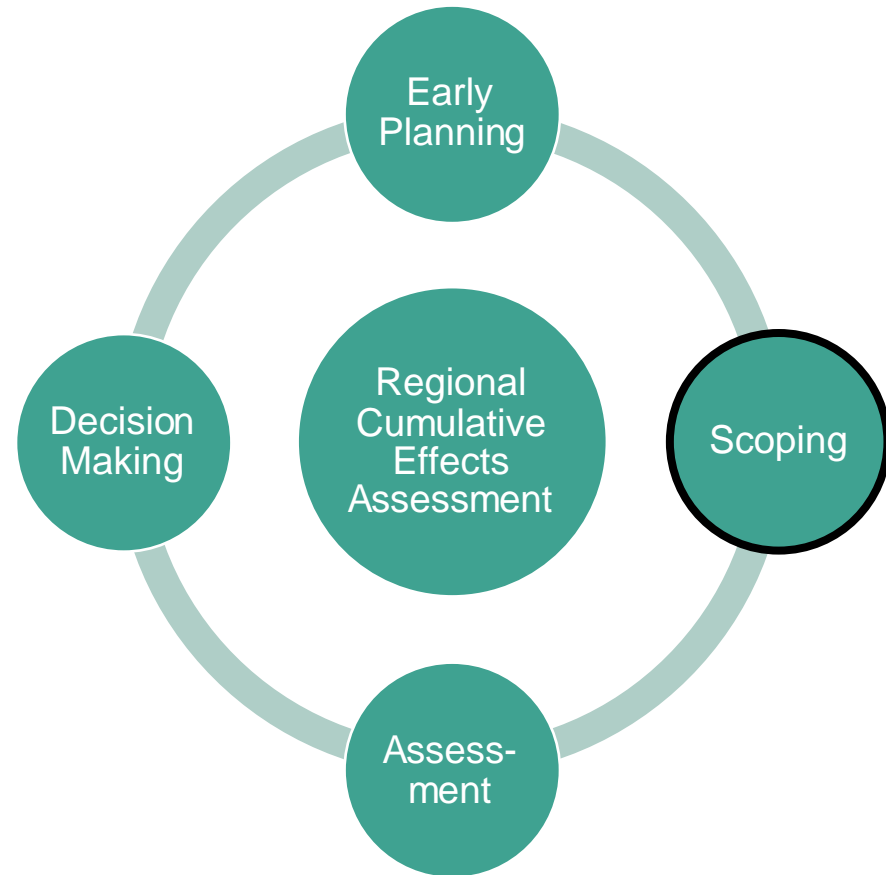 Early
Planning
Decision
Making
Regional
Cumulative
Effects
Assessment
Scoping
Assess-
ment